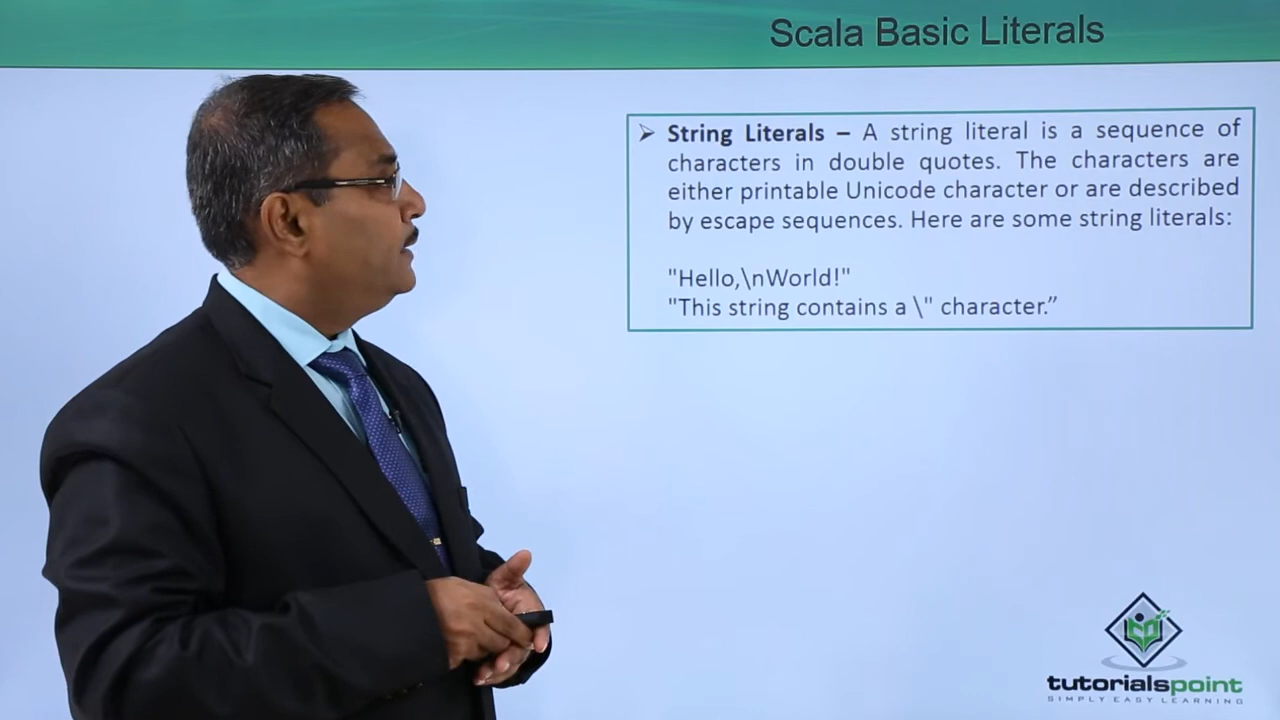 Scala Basic Literals
➢ String Literals – A string literal is a sequence of
characters in double quotes. The characters are
either printable Unicode character or are described
by escape sequences. Here are some string literals:
"Hello,\nWorld!"
"This string contains a \" character.”
tutorialspoint
SIMPLY EASY LEARNING